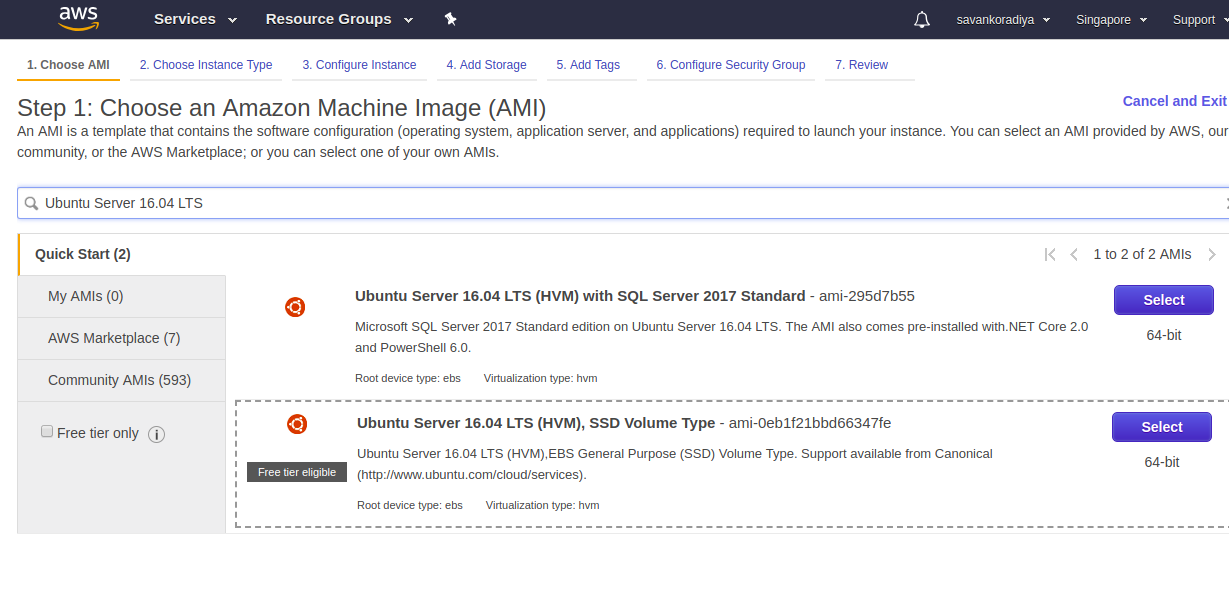 aws Services Resource Groups savankoradiya Singapore Support
1. Choose AMI 2. Choose Instance Type 3. Configure Instance 4. Add Storage 5. Add Tags 6. Configure Security Group 7. Review
Step 1: Choose an Amazon Machine Image (AMI)
Cancel and Exit
An AMI is a template that contains the software configuration (operating system, application server, and applications) required to launch your instance. You can select an AMI provided by AWS, our
community, or the AWS Marketplace; or you can select one of your own AMIs.
Ubuntu Server 16.04 LTS
Quick Start (2)
1 to 2 of 2 AMIs
My AMIs (0)
AWS Marketplace (7)
Community AMIs (593)
Free tier only
Ubuntu Server 16.04 LTS (HVM) with SQL Server 2017 Standard - ami-295d7b55
Select
Microsoft SQL Server 2017 Standard edition on Ubuntu Server 16.04 LTS. The AMI also comes pre-installed with.NET Core 2.0
and PowerShell 6.0.
64-bit
Root device type: ebs Virtualization type: hvm
Ubuntu Server 16.04 LTS (HVM), SSD Volume Type - ami-0eb1f21bbd66347fe
Select
Free tier eligible
Ubuntu Server 16.04 LTS (HVM),EBS General Purpose (SSD) Volume Type. Support available from Canonical
(http://www.ubuntu.com/cloud/services).
64-bit
Root device type: ebs Virtualization type: hvm